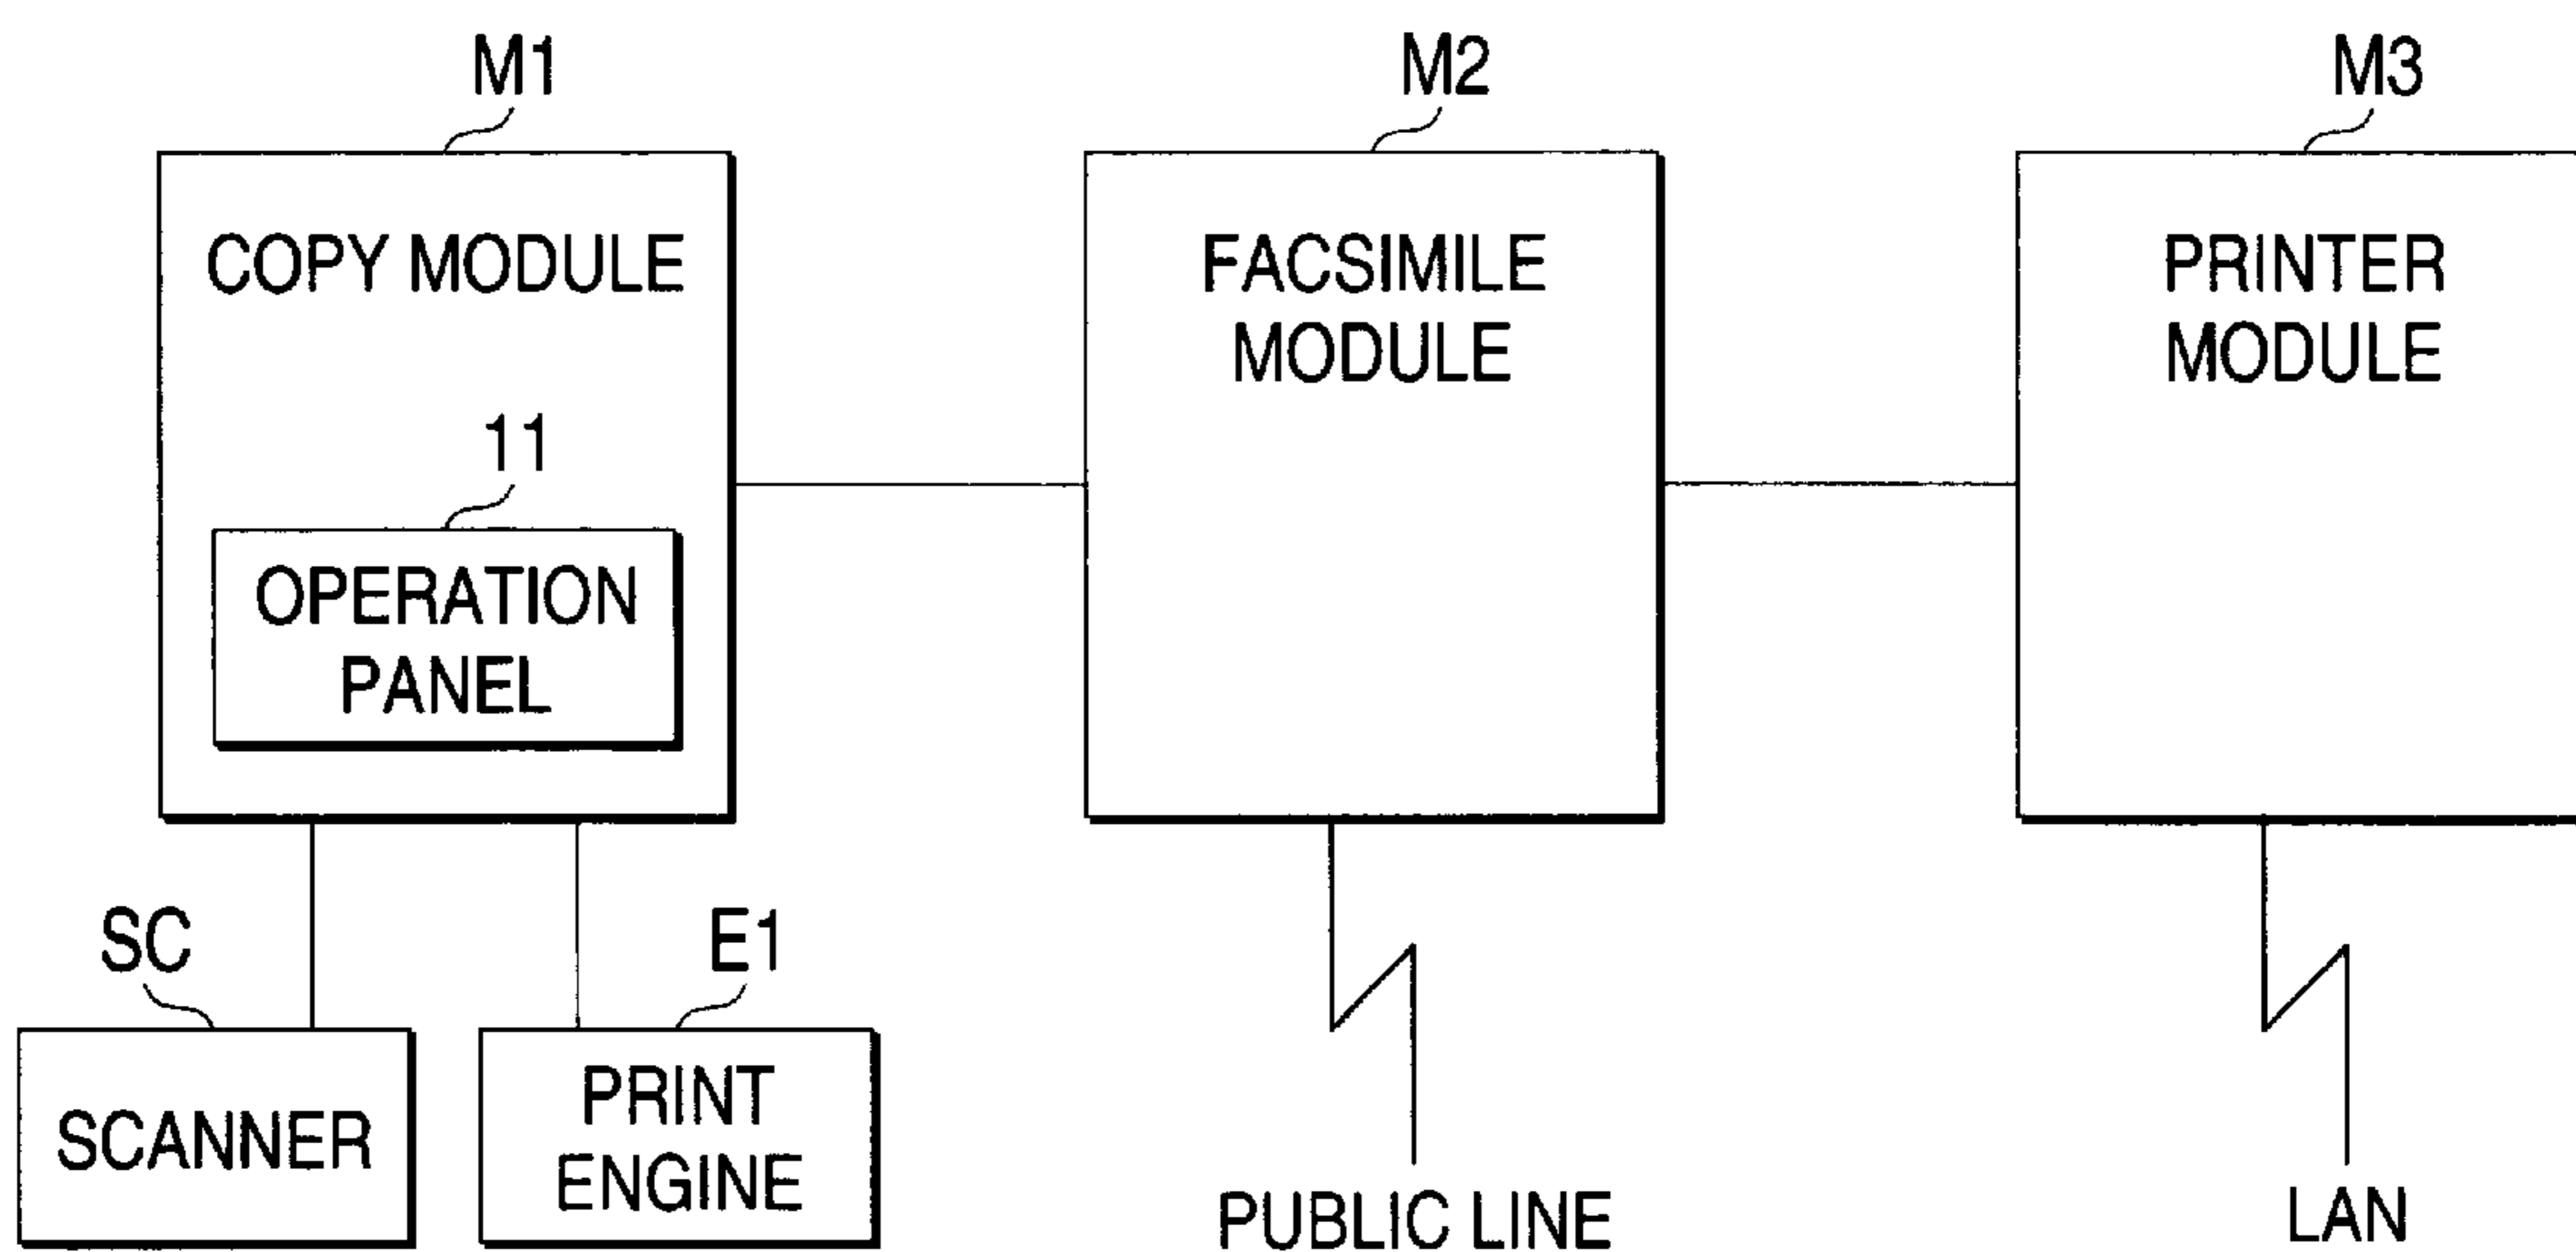 M1
M2
M3
COPY MODULE
FACSIMILE
MODULE
PRINTER
MODULE
11
OPERATION
PANEL
SC
E1
SCANNER
PRINT
ENGINE
PUBLIC LINE
LAN